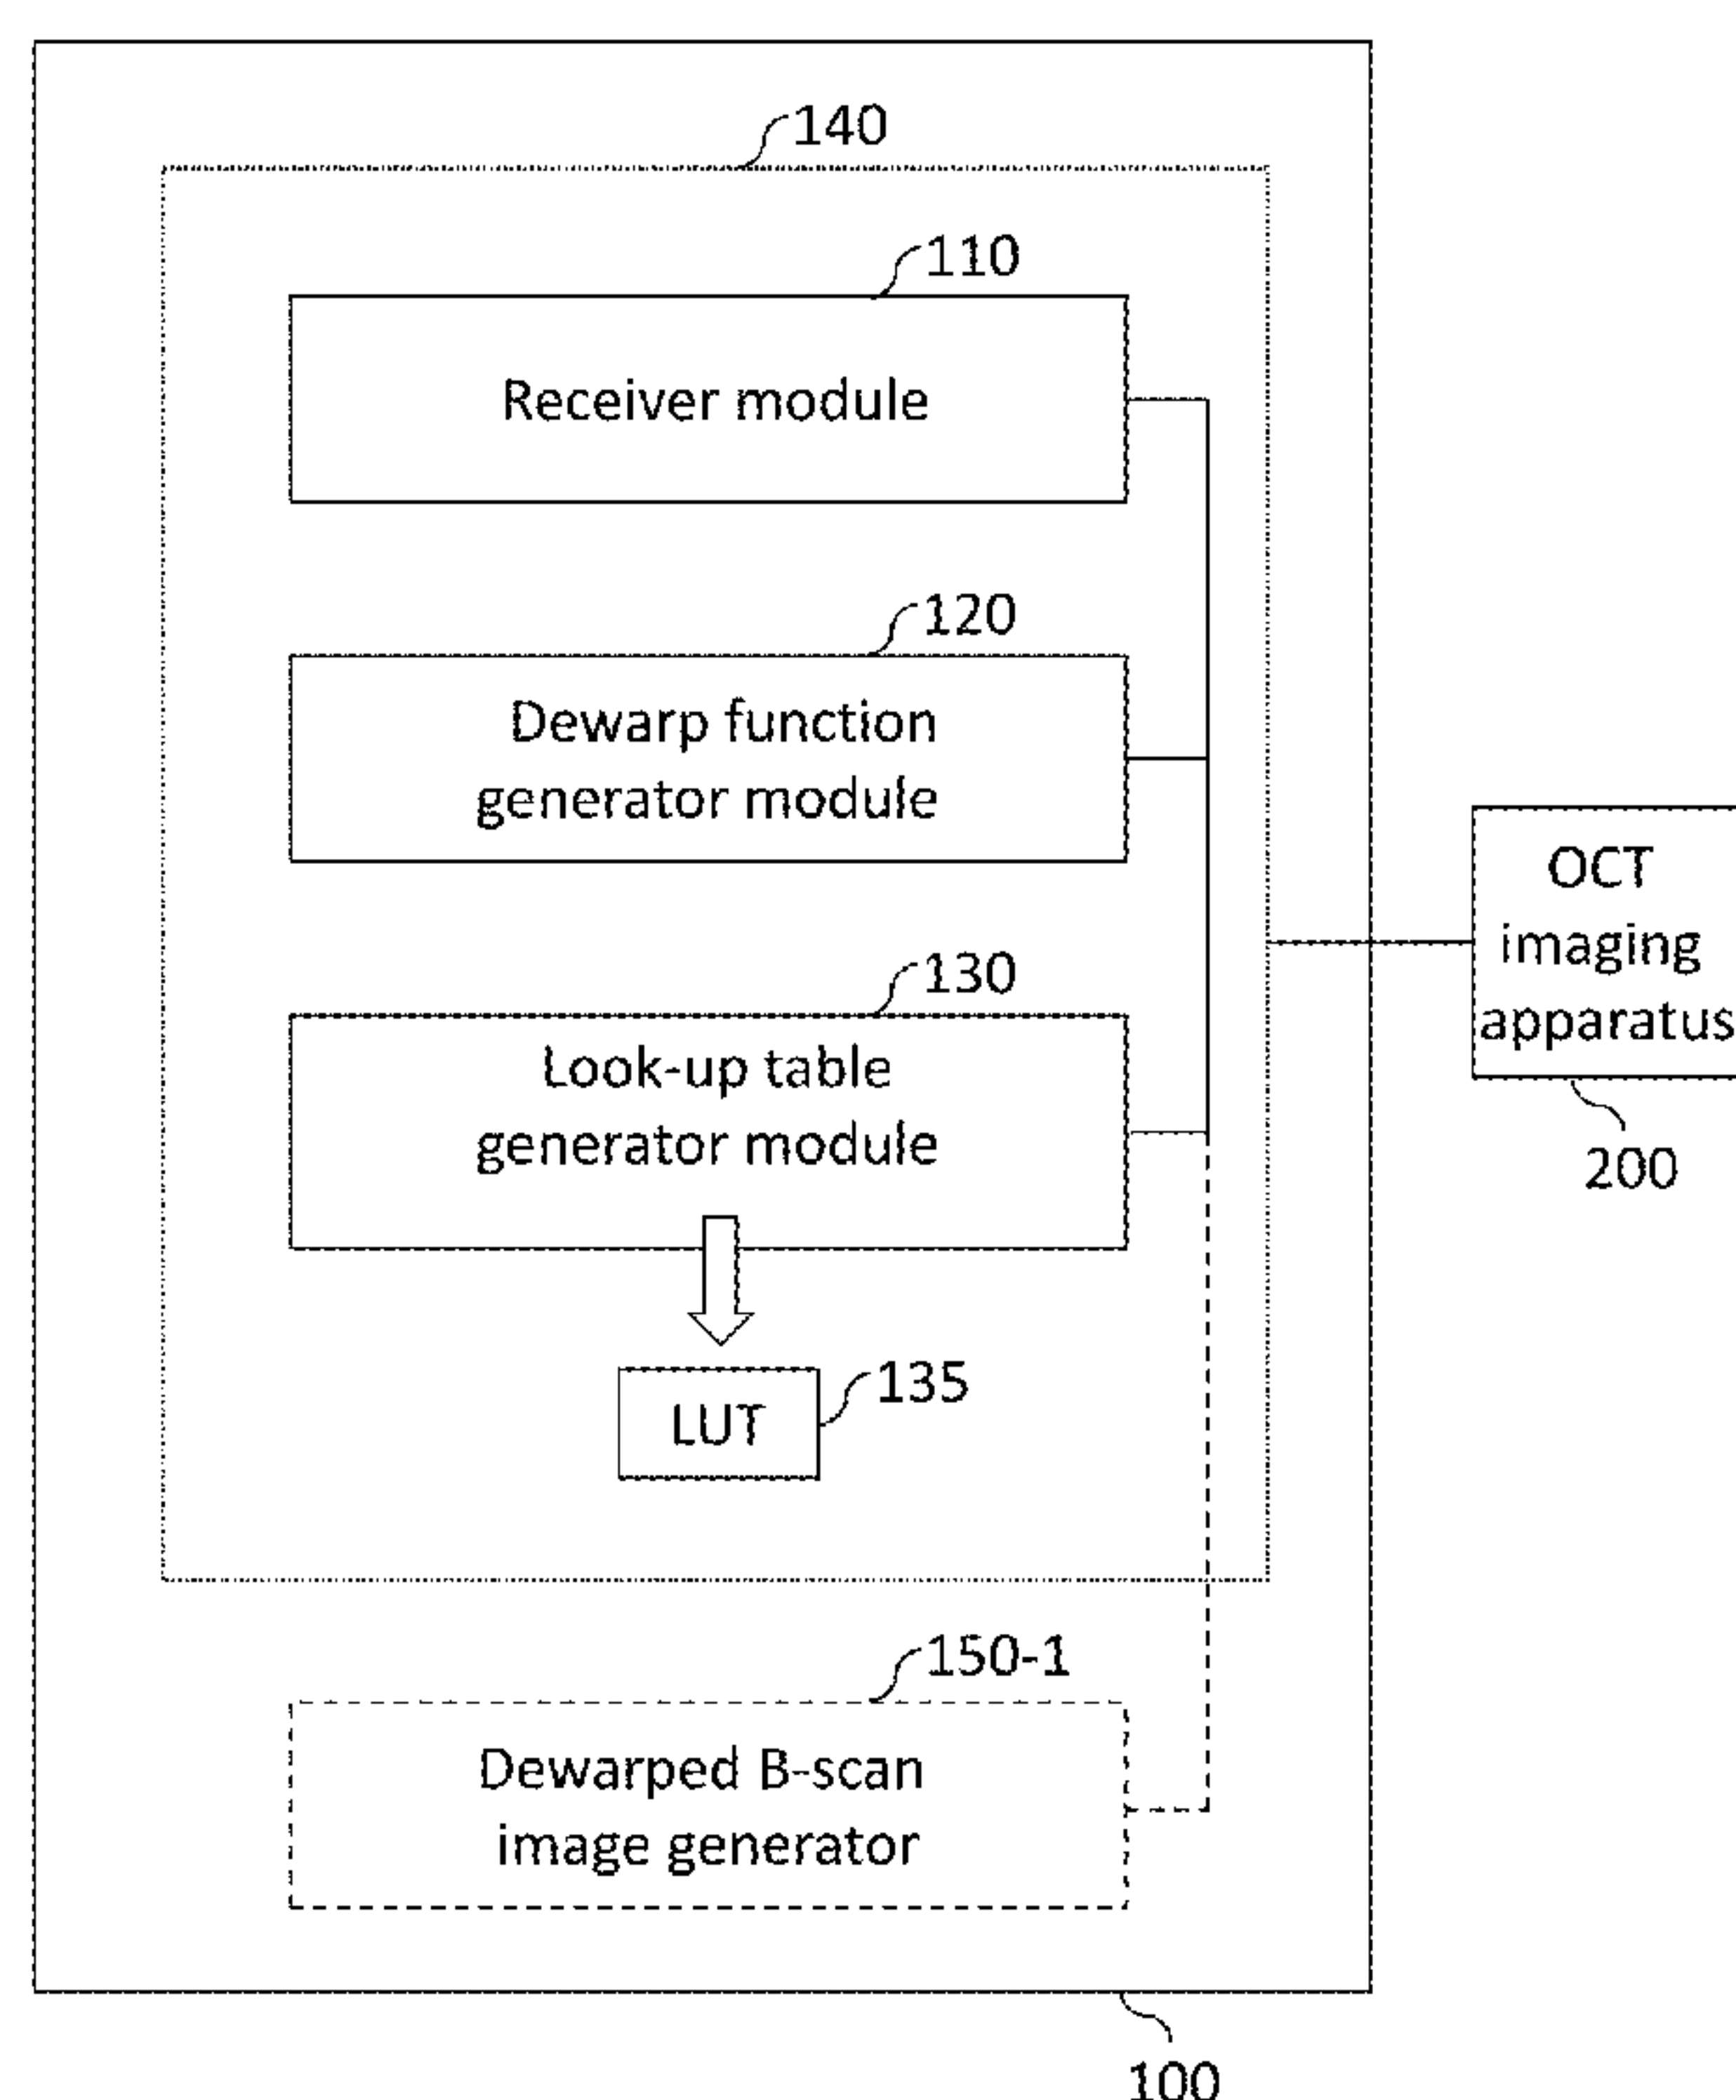 140
110
Receiver module
120
Dewarp function
generator module
130
Look-up table
generator module
135
LUT
OCT
imaging
apparatus
200
150-1
Dewarped B-scan
image generator
100